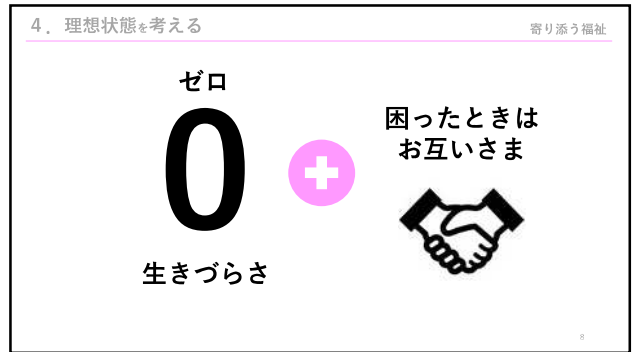 ４．理想状態を考える
寄り添う福祉
ゼロ
0
生きづらさ
困ったときは
お互いさま
8